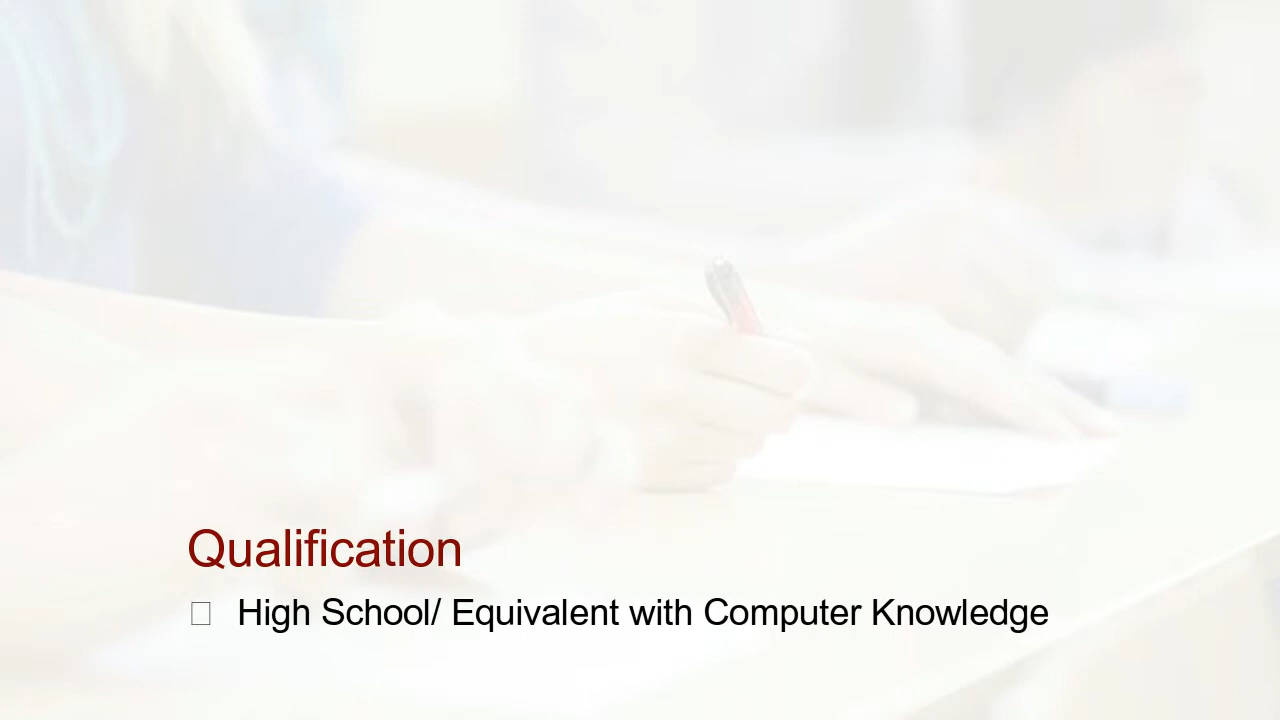 Qualification
□ High School/ Equivalent with Computer Knowledge